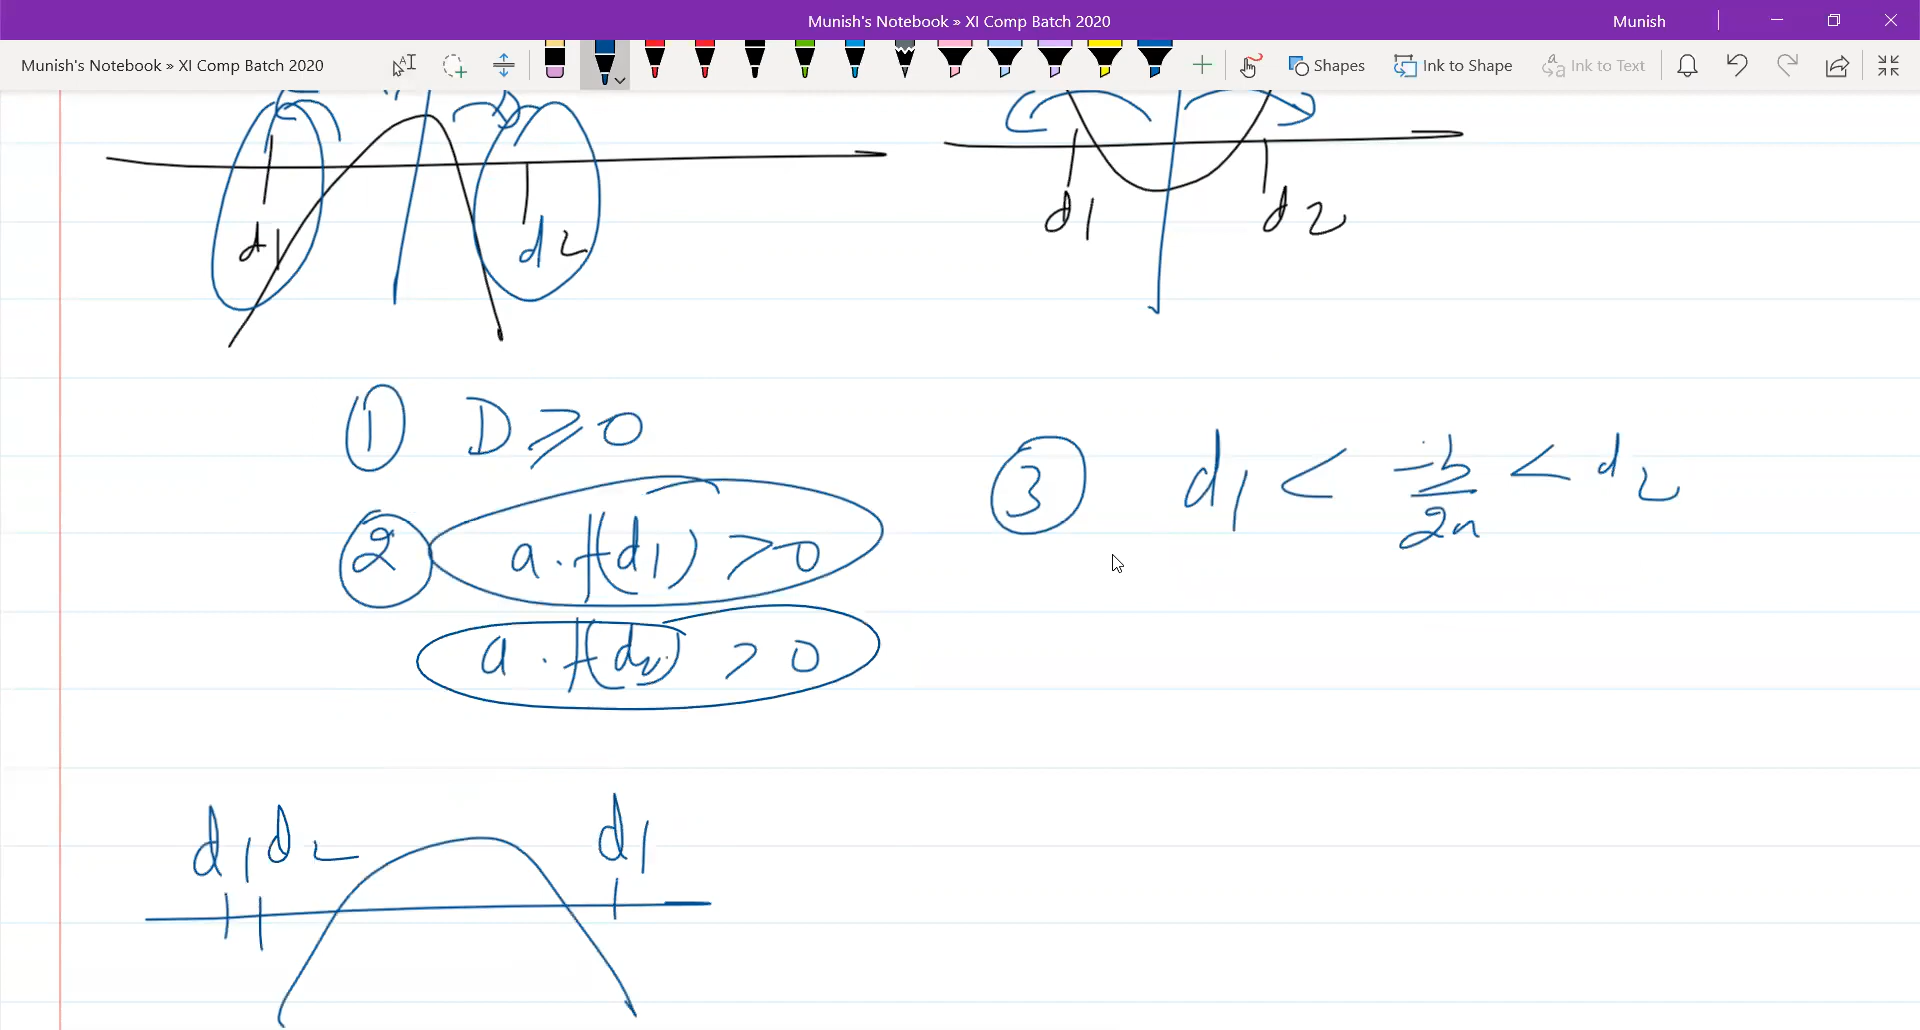 Munish's Notebook » XI Comp Batch 2020
Munish
Munish's Notebook » XI Comp Batch 2020
Shapes
Ink to Shape
Ink to Text
d1
d2
d1
d2
① D ⩾ 0
② a · f(d1) > 0
a · f(d2) > 0
③ d1 < -b/2a < d2
d1 d2
d1